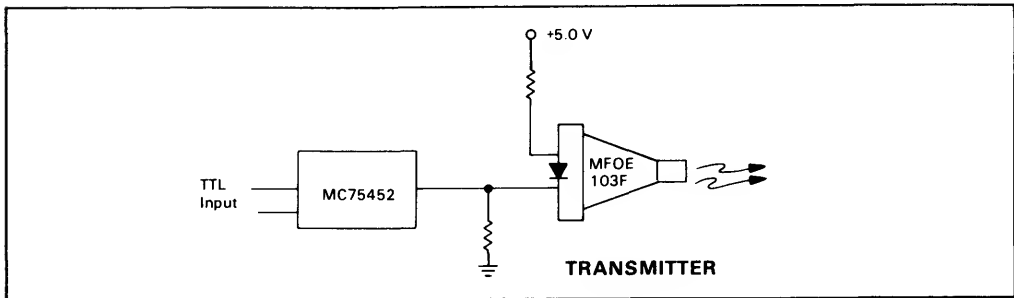 +5.0 V
MFOE
103F
TTL
Input
MC75452
TRANSMITTER